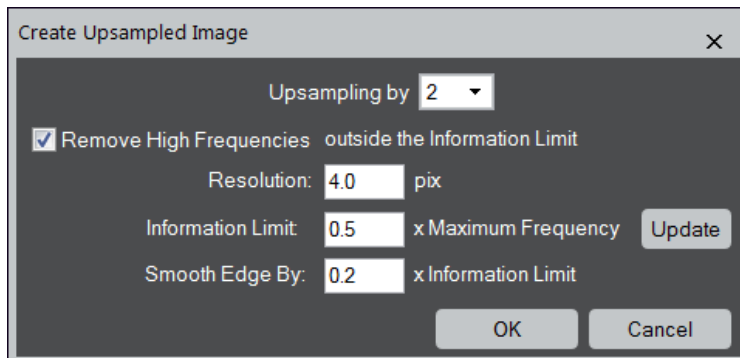 Create Upsampled Image
Upsampling by 2
Remove High Frequencies outside the Information Limit
Resolution: 4.0 pix
Information Limit: 0.5 x Maximum Frequency Update
Smooth Edge By: 0.2 x Information Limit
OK Cancel